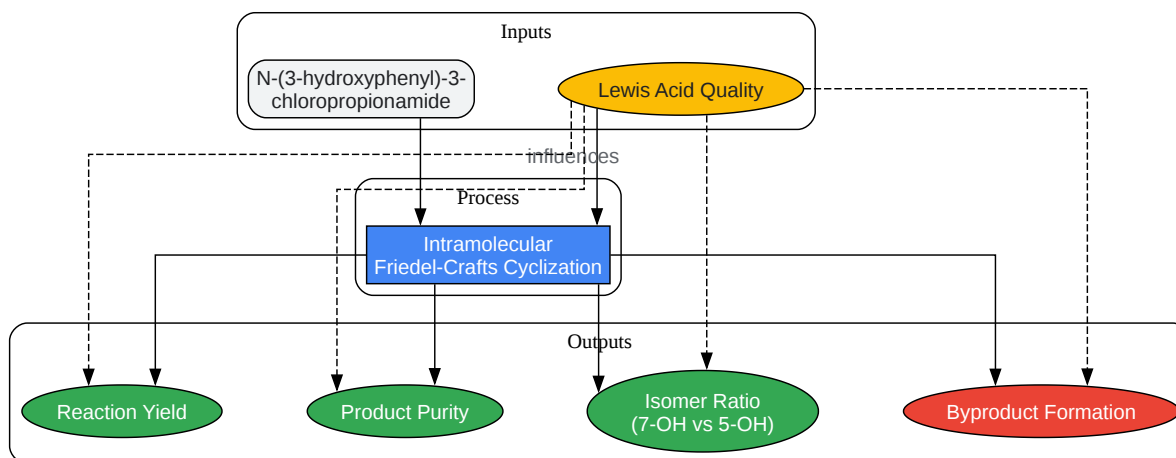 Inputs
N-(3-hydroxyphenyl)-3-
chloropropionamide
Lewis Acid Quality
influences
Process
Intramolecular
Friedel-Crafts Cyclization
Outputs
Reaction Yield
Product Purity
Isomer Ratio
(7-OH vs 5-OH)
Byproduct Formation